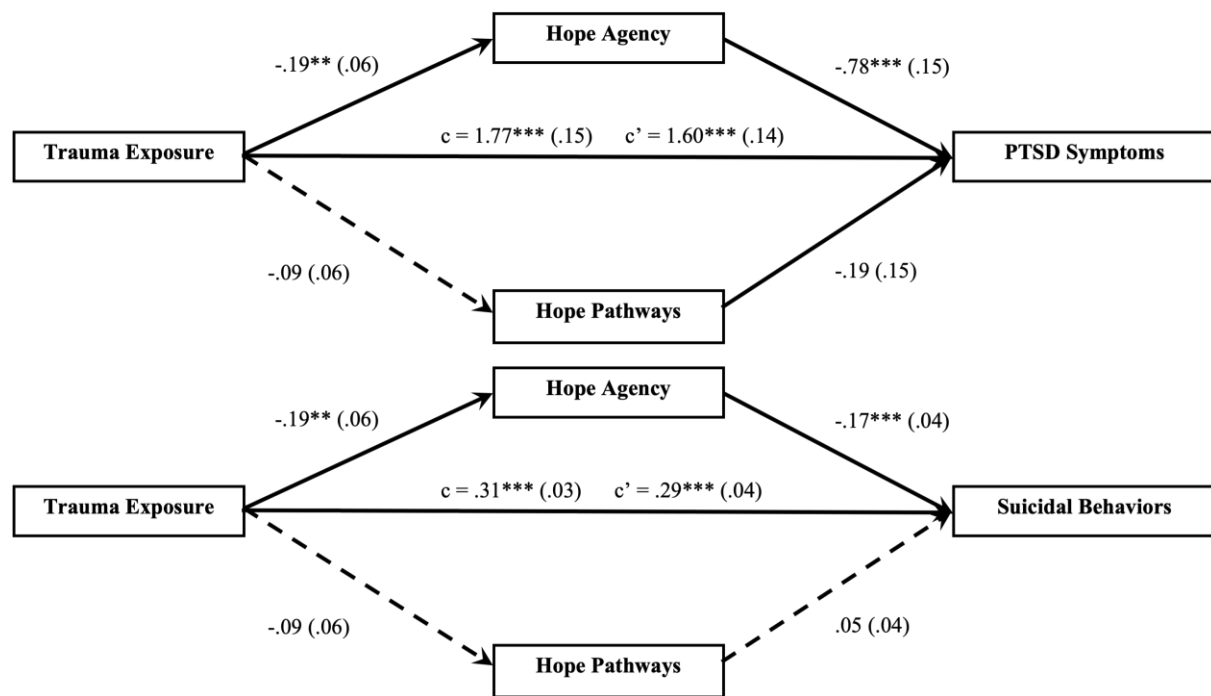 Hope Agency
-.19** (.06)
-.78*** (.15)
c = 1.77*** (.15) c’ = 1.60*** (.14)
Trauma Exposure
PTSD Symptoms
-.09 (.06)
-.19 (.15)
Hope Pathways
Hope Agency
-.19** (.06)
-.17*** (.04)
c = .31*** (.03) c’ = .29*** (.04)
Trauma Exposure
Suicidal Behaviors
-.09 (.06)
.05 (.04)
Hope Pathways